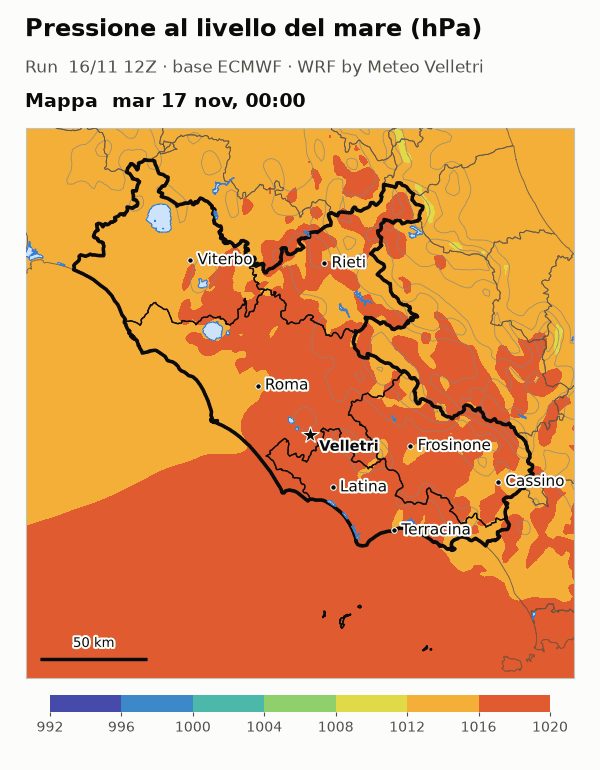 Pressione al livello del mare (hPa)
Run  16/11 12Z · base ECMWF · WRF by Meteo Velletri
Mappa  mar 17 nov, 00:00
Viterbo
Rieti
Roma
Velletri
Frosinone
Cassino
Latina
Terracina
50 km
992 996 1000 1004 1008 1012 1016 1020